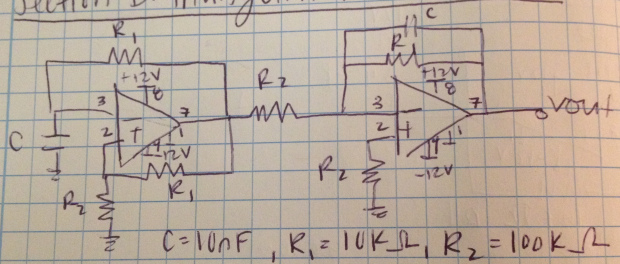 R1
+12V
8
3
7
C
2
+
1
4
-12V
R1
R2
R2
C
R
+12V
8
3
7
Vout
2
+
1
4
-12V
R2
C=10nF, R1=10KΩ, R2=100KΩ